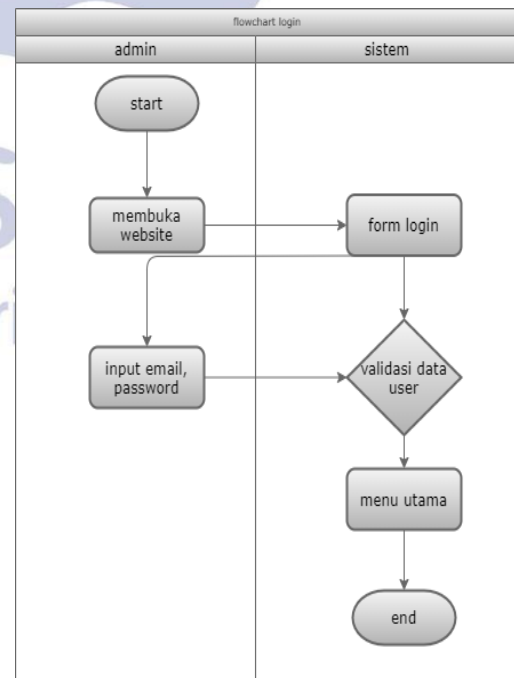 flowchart login
admin
sistem
start
membuka
website
form login
input email,
password
validasi data
user
menu utama
end